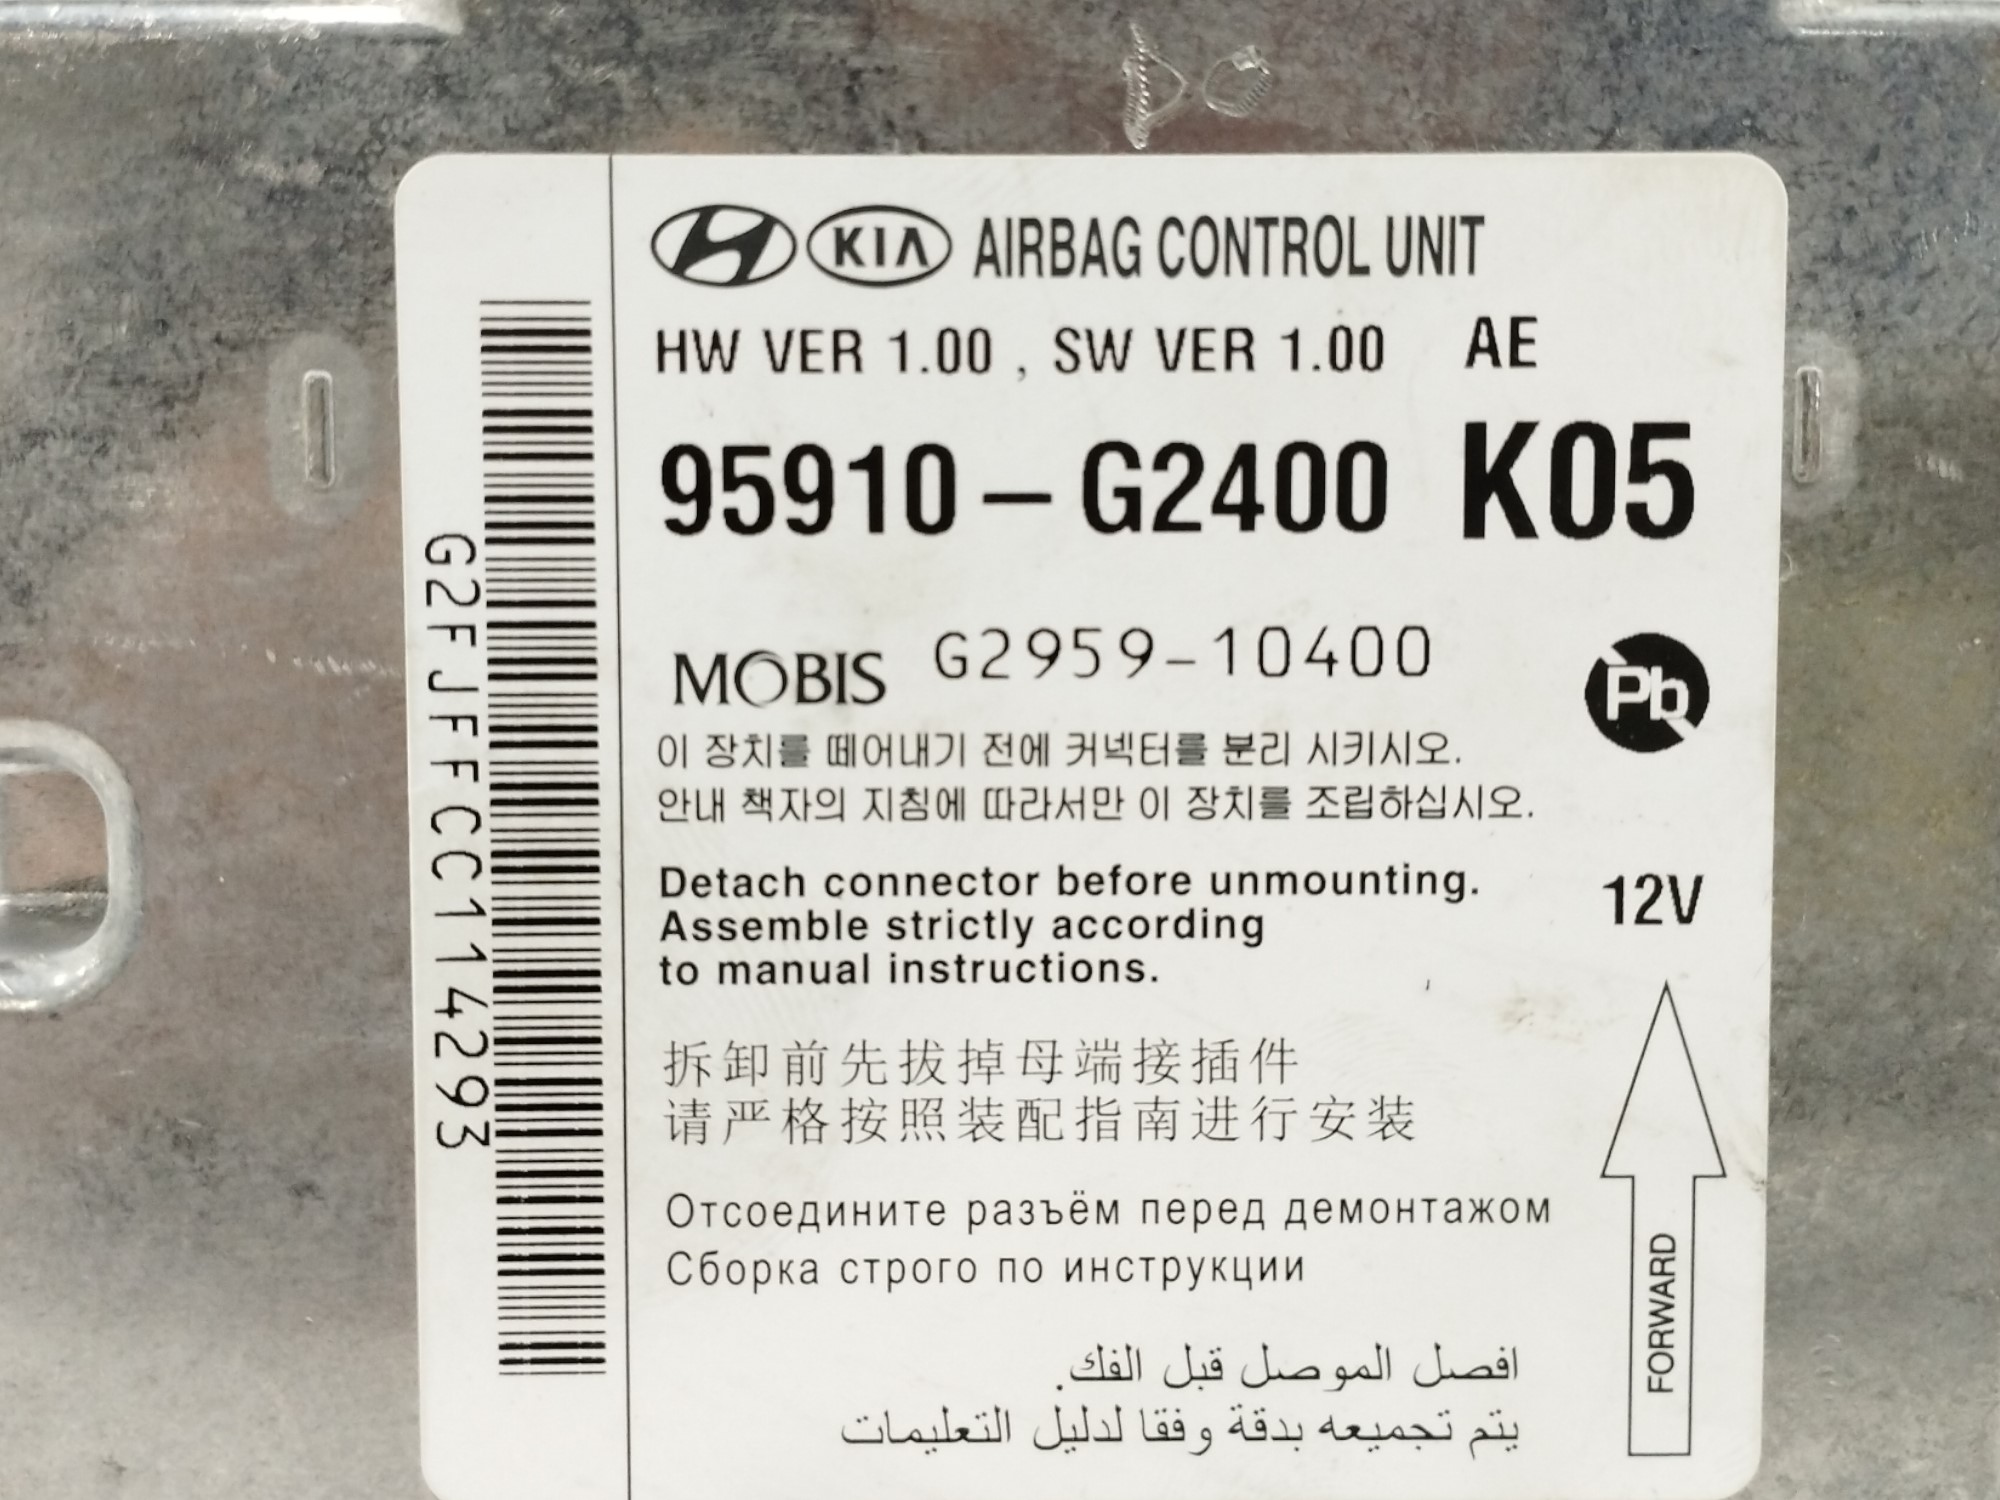 KIA AIRBAG CONTROL UNIT
HW VER 1.00 , SW VER 1.00 AE
95910-G2400 K05
MOBIS G2959-10400
Pb
이 장치를 떼어내기 전에 커넥터를 분리 시키시오.
안내 책자의 지침에 따라서만 이 장치를 조립하십시오.
Detach connector before unmounting.
Assemble strictly according
to manual instructions.
12V
拆卸前先拔掉母端接插件
请严格按照装配指南进行安装
Отсоедините разъём перед демонтажом
Сборка строго по инструкции
افصل الموصل قبل الفك.
يتم تجميعه بدقة وفقا لدليل التعليمات
FORWARD
G2FJFFCC114293